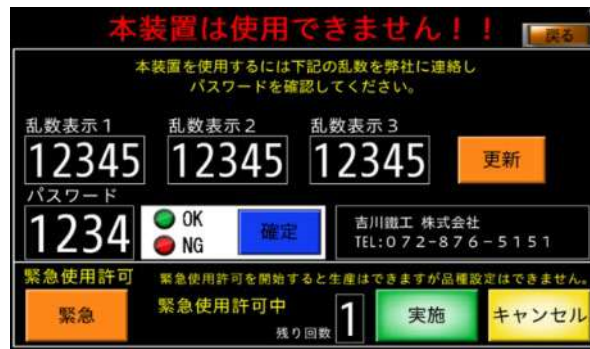 本装置は使用できません！！
戻る
本装置を使用するには下記の乱数を弊社に連絡し
パスワードを確認してください。
乱数表示1 乱数表示2 乱数表示3
12345 12345 12345 更新
パスワード
1234 OK NG 確定
吉川鐵工 株式会社
TEL:072-876-5151
緊急使用許可 緊急使用許可を開始すると生産はできますが品種設定はできません。
緊急 緊急使用許可中 残り回数 1 実施 キャンセル